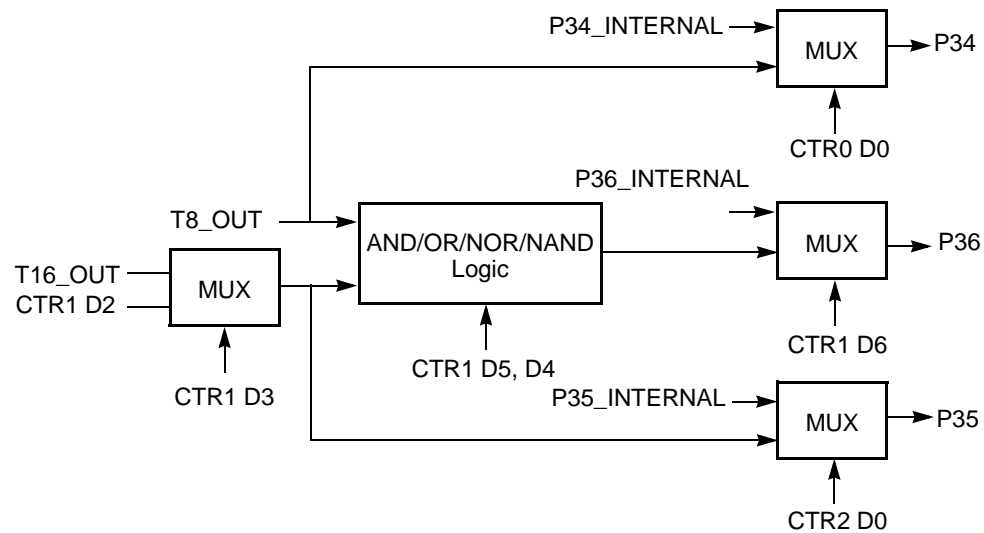 P34_INTERNAL
MUX
P34
CTR0 D0
P36_INTERNAL
T8_OUT
AND/OR/NOR/NAND
Logic
MUX
P36
T16_OUT
CTR1 D2
MUX
CTR1 D6
CTR1 D5, D4
CTR1 D3
P35_INTERNAL
MUX
P35
CTR2 D0